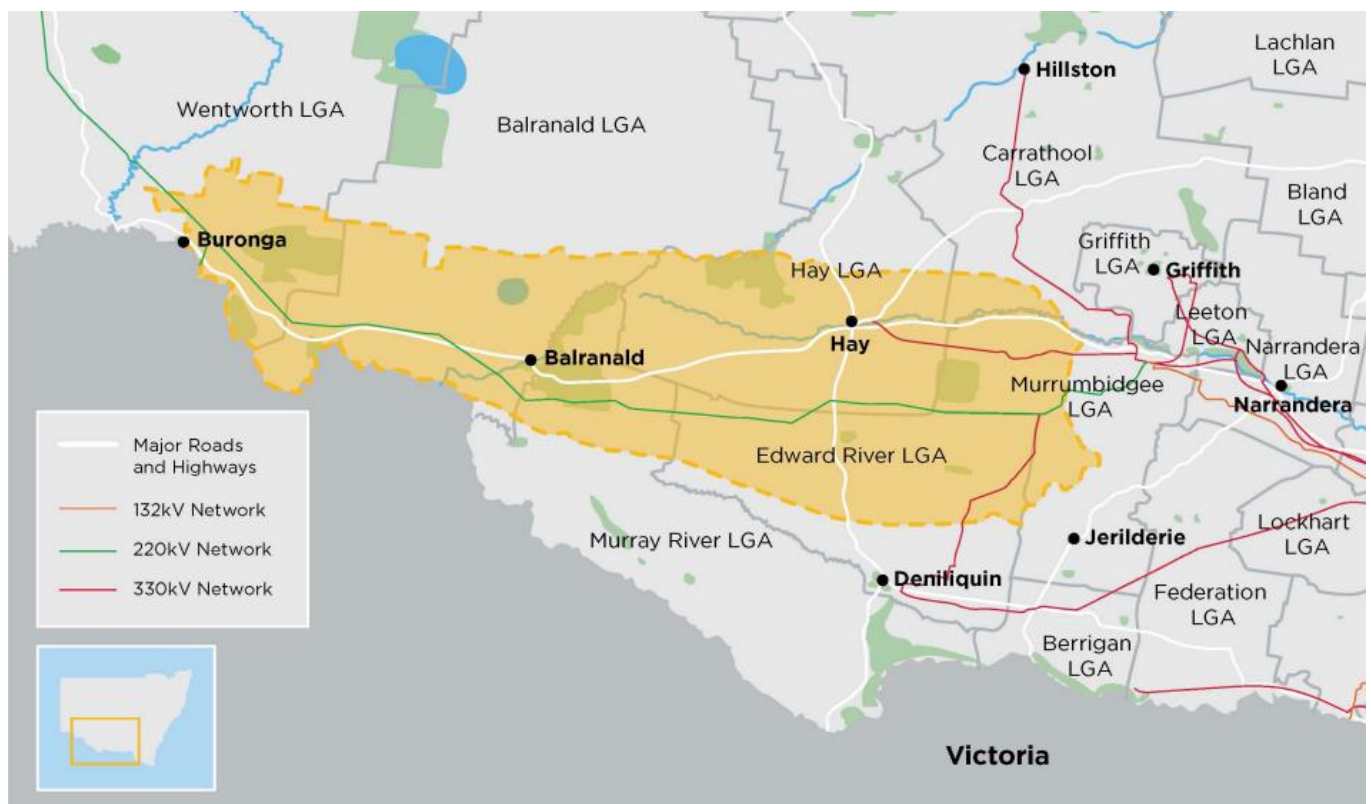 Lachlan
LGA
Hillston
Wentworth LGA
Balranald LGA
Carrathool
LGA
Bland
LGA
Buronga
Griffith
LGA
Griffith
Hay LGA
Leeton
LGA
Hay
Balranald
Narrandera
LGA
Murrumbidgee
LGA
Narrandera
Edward River LGA
Major Roads
and Highways
132kV Network
220kV Network
330kV Network
Murray River LGA
Jerilderie
Lockhart
LGA
Deniliquin
Federation
LGA
Berrigan
LGA
Victoria